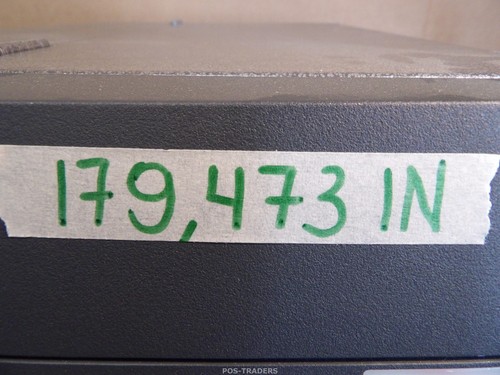 179,473 IN
POS-TRADERS